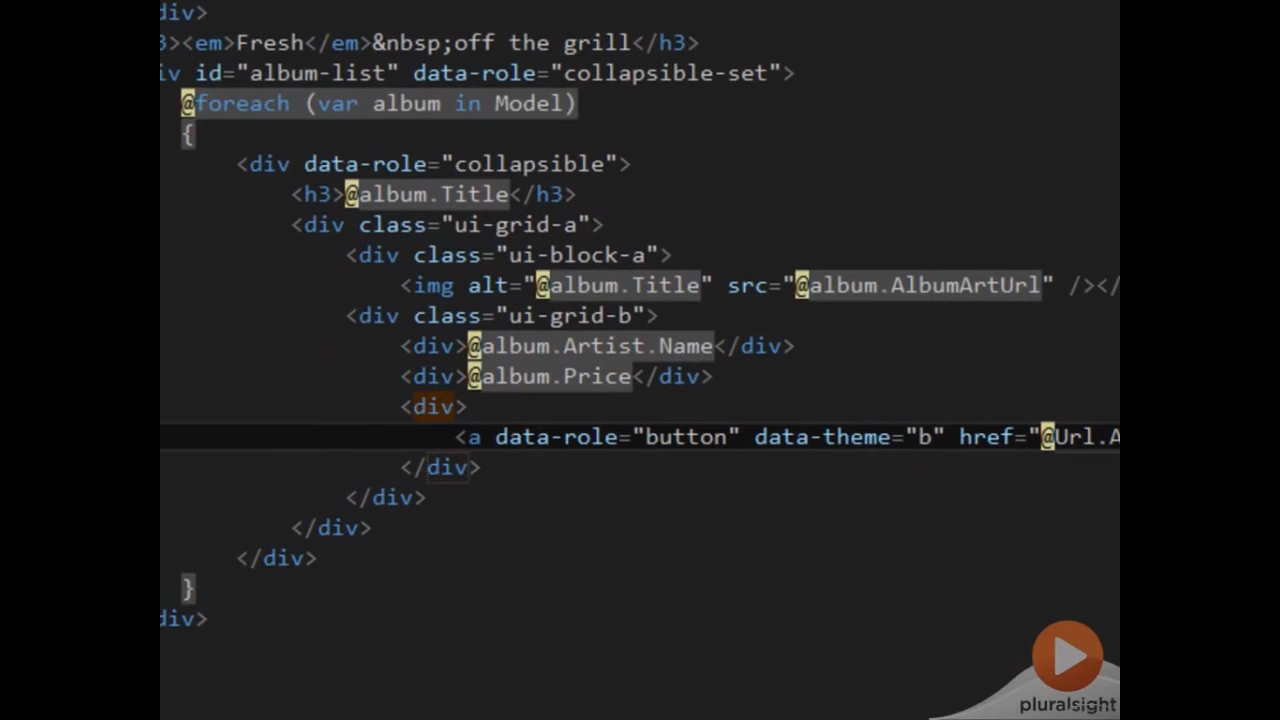 div>
3><em>Fresh</em>&nbsp;off the grill</h3>
iv id="album-list" data-role="collapsible-set">
@foreach (var album in Model)
{
<div data-role="collapsible">
<h3>@album.Title</h3>
<div class="ui-grid-a">
<div class="ui-block-a">
<img alt="@album.Title" src="@album.AlbumArtUrl" /></
<div class="ui-grid-b">
<div>@album.Artist.Name</div>
<div>@album.Price</div>
<div>
<a data-role="button" data-theme="b" href="@Url.A
</div>
</div>
</div>
</div>
}
div>
pluralsight